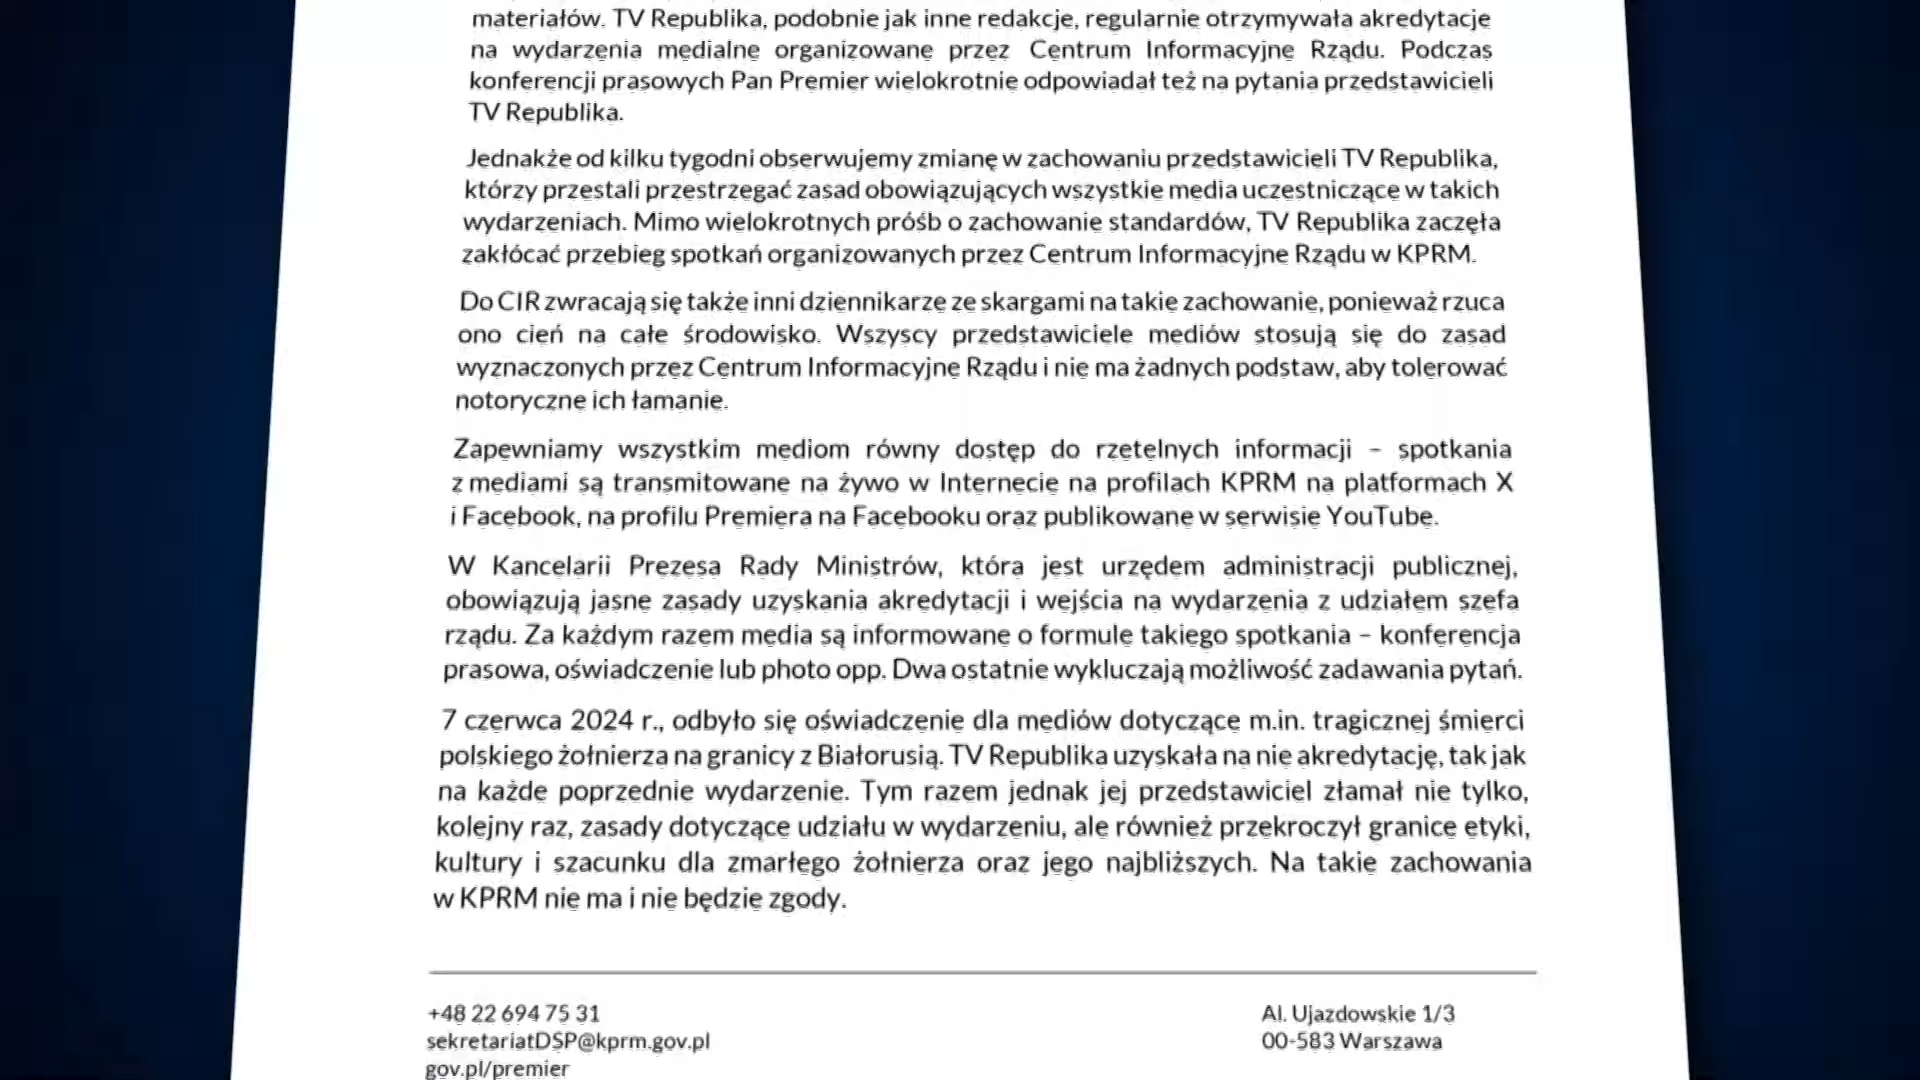 materiałów. TV Republika, podobnie jak inne redakcje, regularnie otrzymywała akredytacje
na wydarzenia medialne organizowane przez Centrum Informacyjne Rządu. Podczas
konferencji prasowych Pan Premier wielokrotnie odpowiadał też na pytania przedstawicieli
TV Republika.
Jednakże od kilku tygodni obserwujemy zmianę w zachowaniu przedstawicieli TV Republika,
którzy przestali przestrzegać zasad obowiązujących wszystkie media uczestniczące w takich
wydarzeniach. Mimo wielokrotnych próśb o zachowanie standardów, TV Republika zaczęła
zakłócać przebieg spotkań organizowanych przez Centrum Informacyjne Rządu w KPRM.
Do CIR zwracają się także inni dziennikarze ze skargami na takie zachowanie, ponieważ rzuca
ono cień na całe środowisko. Wszyscy przedstawiciele mediów stosują się do zasad
wyznaczonych przez Centrum Informacyjne Rządu i nie ma żadnych podstaw, aby tolerować
notoryczne ich łamanie.
Zapewniamy wszystkim mediom równy dostęp do rzetelnych informacji – spotkania
z mediami są transmitowane na żywo w Internecie na profilach KPRM na platformach X
i Facebook, na profilu Premiera na Facebooku oraz publikowane w serwisie YouTube.
W Kancelarii Prezesa Rady Ministrów, która jest urzędem administracji publicznej,
obowiązują jasne zasady uzyskania akredytacji i wejścia na wydarzenia z udziałem szefa
rządu. Za każdym razem media są informowane o formule takiego spotkania – konferencja
prasowa, oświadczenie lub photo opp. Dwa ostatnie wykluczają możliwość zadawania pytań.
7 czerwca 2024 r., odbyło się oświadczenie dla mediów dotyczące m.in. tragicznej śmierci
polskiego żołnierza na granicy z Białorusią. TV Republika uzyskała na nie akredytację, tak jak
na każde poprzednie wydarzenie. Tym razem jednak jej przedstawiciel złamał nie tylko,
kolejny raz, zasady dotyczące udziału w wydarzeniu, ale również przekroczył granice etyki,
kultury i szacunku dla zmarłego żołnierza oraz jego najbliższych. Na takie zachowania
w KPRM nie ma i nie będzie zgody.
+48 22 694 75 31
sekretariatDSP@kprm.gov.pl
gov.pl/premier
Al. Ujazdowskie 1/3
00-583 Warszawa